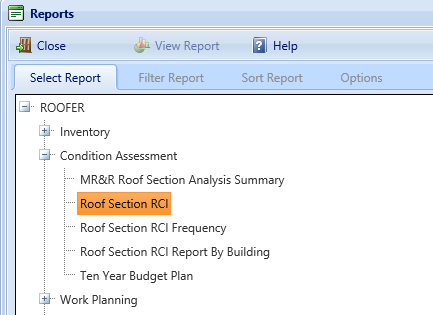 Reports
Close View Report Help
Select Report Filter Report Sort Report Options
ROOFER
Inventory
Condition Assessment
MR&R Roof Section Analysis Summary
Roof Section RCI
Roof Section RCI Frequency
Roof Section RCI Report By Building
Ten Year Budget Plan
Work Planning